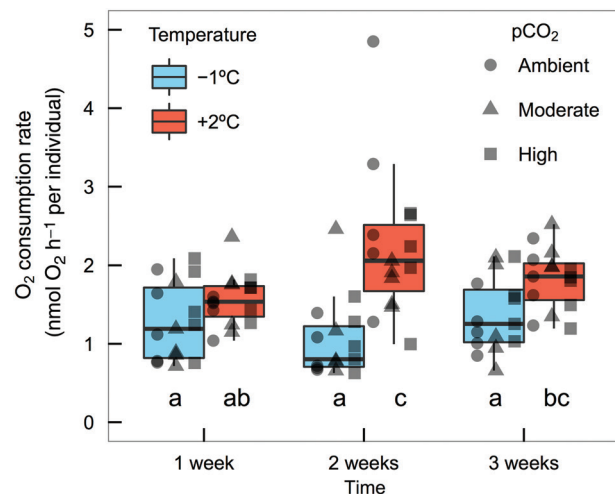 Temperature
−1ºC
+2ºC
pCO₂
Ambient
Moderate
High
O₂ consumption rate
(nmol O₂ h⁻¹ per individual)
5
4
3
2
1
0
a ab a c a bc
1 week 2 weeks 3 weeks
Time